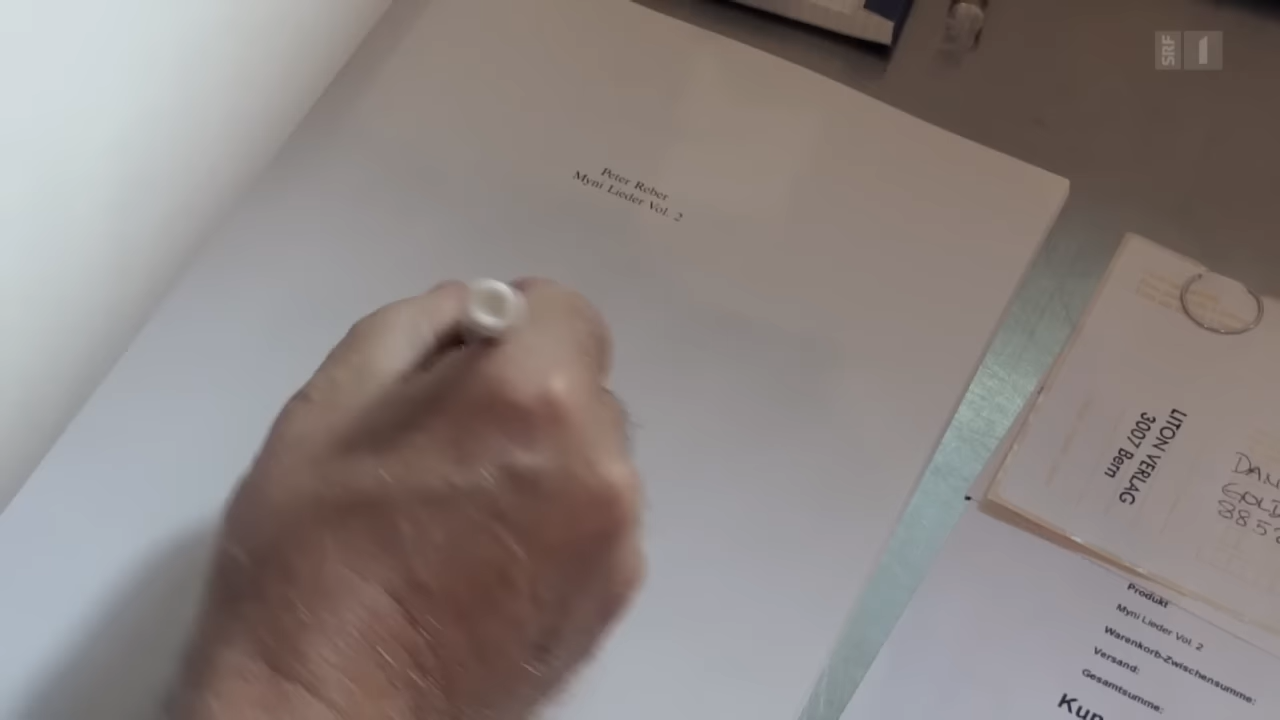 SRF 1
Peter Reber
Myni Lieder Vol. 2
LITON VERLAG
3007 Bern
Produkt
Myni Lieder Vol. 2
Warenkorb-Zwischensumme:
Versand:
Gesamtsumme: